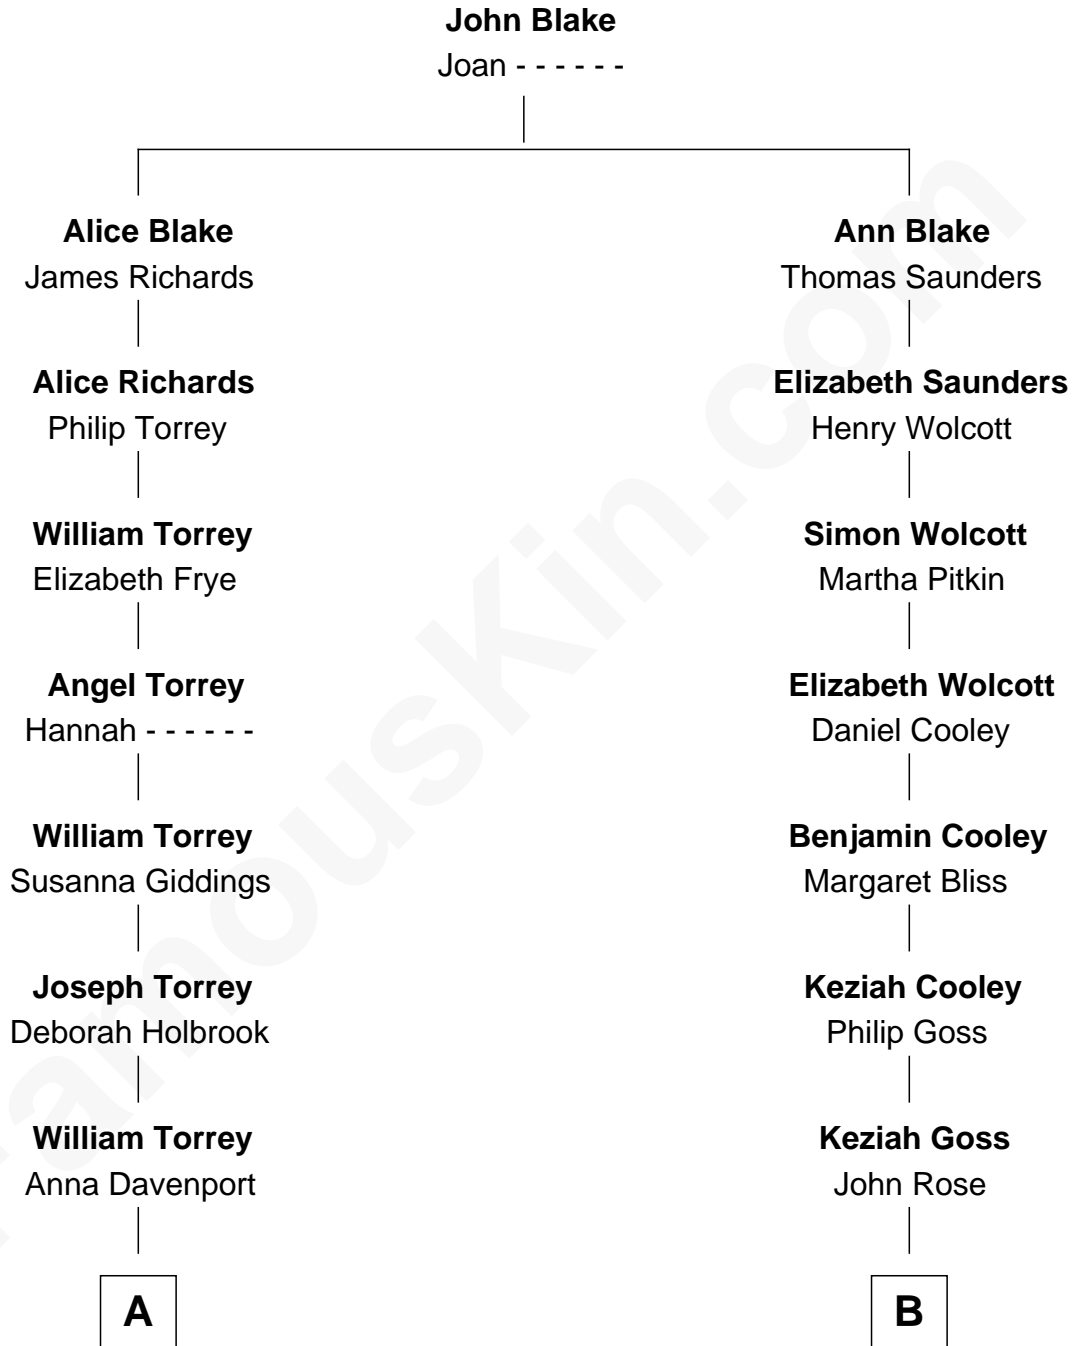 John Blake
Joan - - - - - -
Alice Blake
James Richards
Ann Blake
Thomas Saunders
Alice Richards
Philip Torrey
Elizabeth Saunders
Henry Wolcott
William Torrey
Elizabeth Frye
Simon Wolcott
Martha Pitkin
Angel Torrey
Hannah - - - - - -
Elizabeth Wolcott
Daniel Cooley
William Torrey
Susanna Giddings
Benjamin Cooley
Margaret Bliss
Joseph Torrey
Deborah Holbrook
Keziah Cooley
Philip Goss
William Torrey
Anna Davenport
Keziah Goss
John Rose
A
B
FamousKin.com